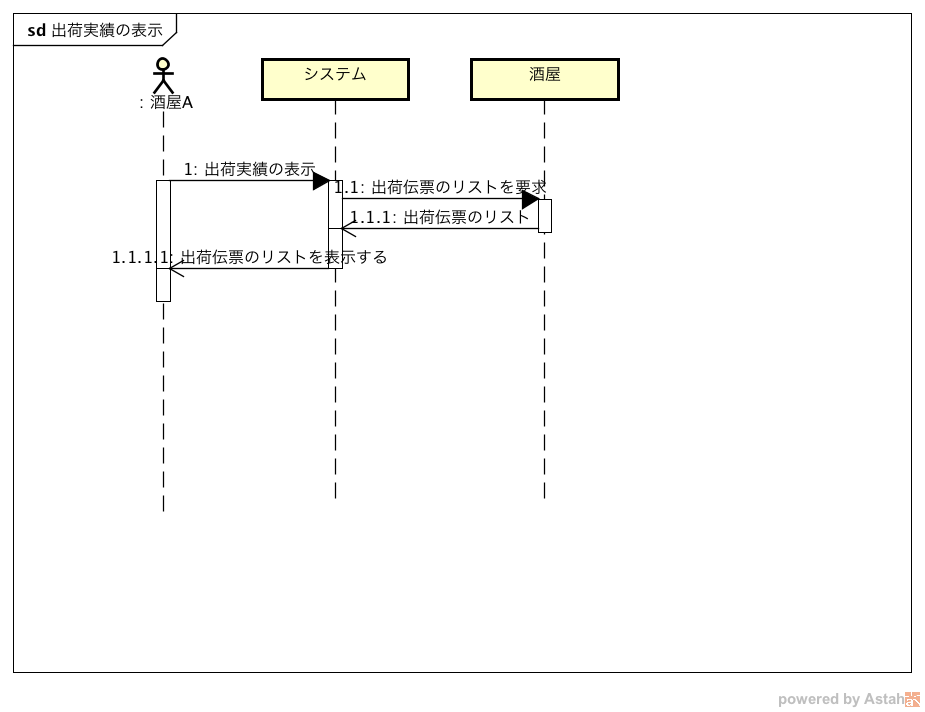 sd 出荷実績の表示
: 酒屋A
システム
酒屋
1: 出荷実績の表示
1.1: 出荷伝票のリストを要求
1.1.1: 出荷伝票のリスト
1.1.1.1: 出荷伝票のリストを表示する
powered by Astah